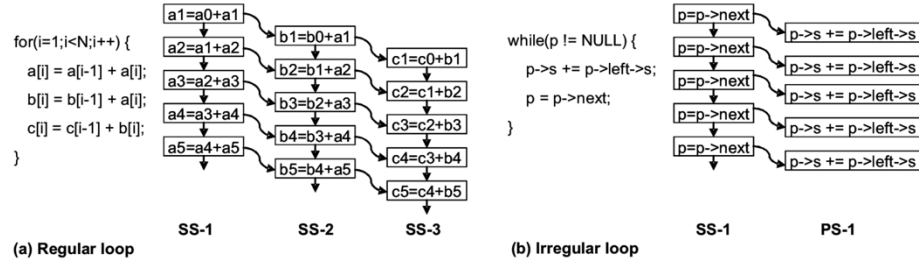 for(i=1;i<N;i++) {
a[i] = a[i-1] + a[i];
b[i] = b[i-1] + a[i];
c[i] = c[i-1] + b[i];
}
a1=a0+a1
a2=a1+a2
a3=a2+a3
a4=a3+a4
a5=a4+a5
SS-1
b1=b0+a1
b2=b1+a2
b3=b2+a3
b4=b3+a4
b5=b4+a5
SS-2
c1=c0+b1
c2=c1+b2
c3=c2+b3
c4=c3+b4
c5=c4+b5
SS-3
(a) Regular loop
while(p != NULL) {
p->s += p->left->s;
p = p->next;
}
p=p->next
p=p->next
p=p->next
p=p->next
p=p->next
SS-1
p->s += p->left->s
p->s += p->left->s
p->s += p->left->s
p->s += p->left->s
p->s += p->left->s
PS-1
(b) Irregular loop